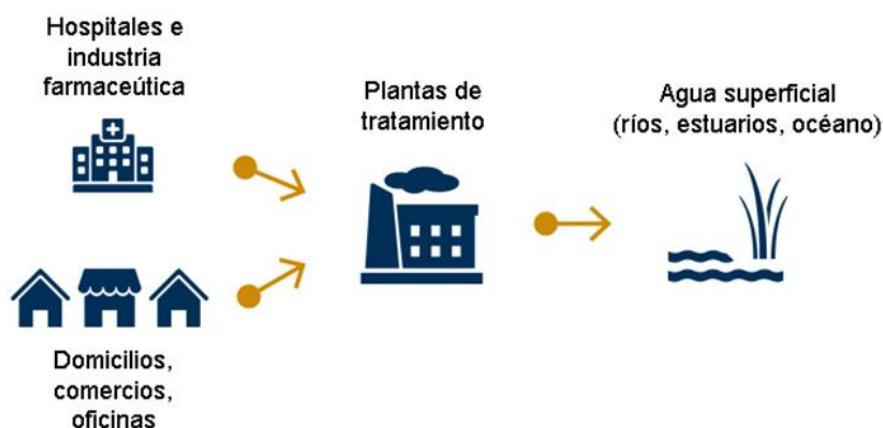 Hospitales e
industria
farmaceútica
Plantas de
tratamiento
Agua superficial
(ríos, estuarios, océano)
Domicilios,
comercios,
oficinas